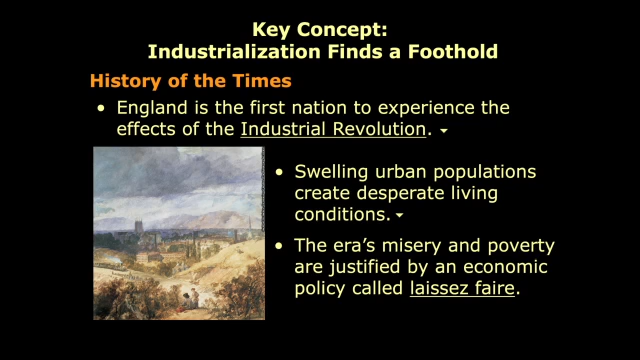 Key Concept:
Industrialization Finds a Foothold
History of the Times
• England is the first nation to experience the
effects of the Industrial Revolution.
• Swelling urban populations
create desperate living
conditions.
• The era's misery and poverty
are justified by an economic
policy called laissez faire.